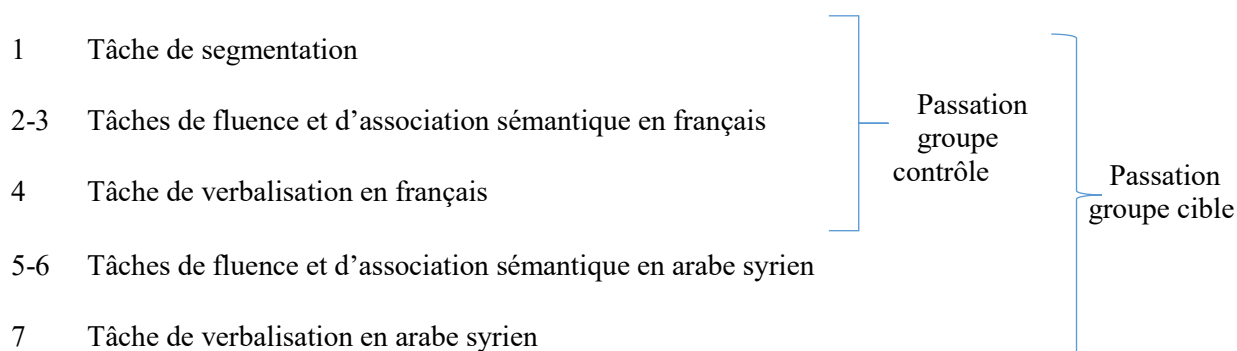 1 Tâche de segmentation
2-3 Tâches de fluence et d’association sémantique en français
4 Tâche de verbalisation en français
5-6 Tâches de fluence et d’association sémantique en arabe syrien
7 Tâche de verbalisation en arabe syrien
Passation
groupe
contrôle
Passation
groupe cible